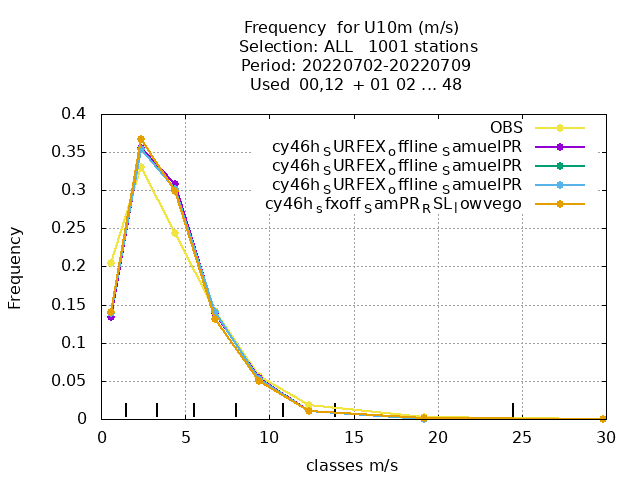 Frequency for U10m (m/s)
Selection: ALL 1001 stations
Period: 20220702-20220709
Used 00,12 + 01 02 ... 48
0.4
0.35
0.3
0.25
0.2
0.15
0.1
0.05
0
Frequency
OBS
cy46h_SURFEX_offline_SamuelPR
cy46h_SURFEX_offline_SamuelPR
cy46h_SURFEX_offline_SamuelPR
cy46h_sfxoff_SamPR_RSL_lowvego
0 5 10 15 20 25 30
classes m/s